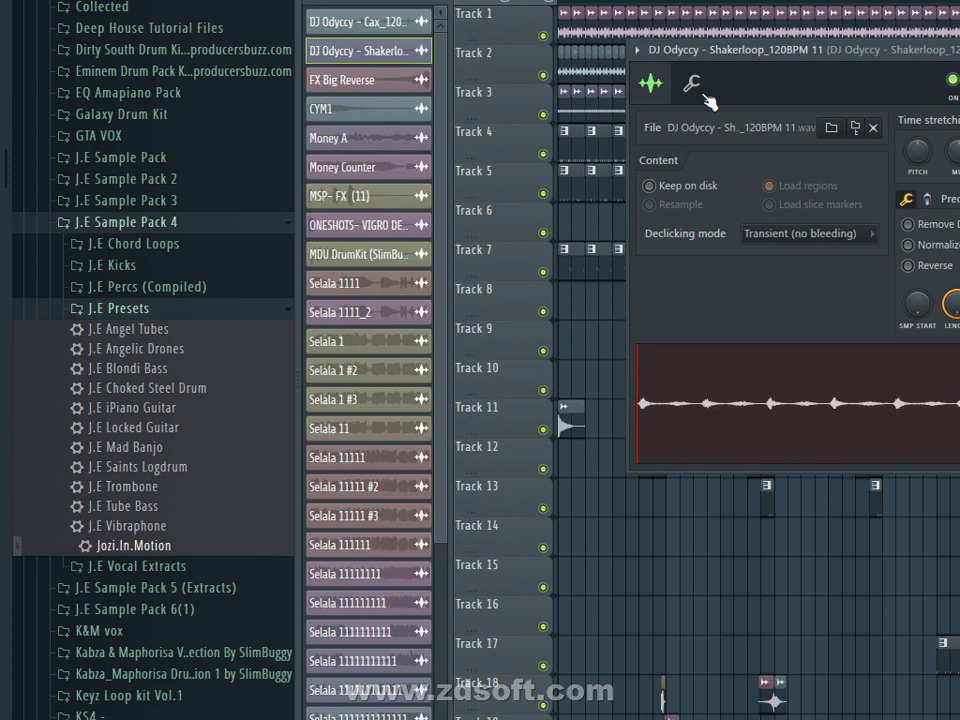 Collected
Deep House Tutorial Files
Dirty South Drum Ki...producersbuzz.com
Eminem Drum Pack K...producersbuzz.com
EQ Amapiano Pack
Galaxy Drum Kit
GTA VOX
J.E Sample Pack
J.E Sample Pack 2
J.E Sample Pack 3
J.E Sample Pack 4
J.E Chord Loops
J.E Kicks
J.E Percs (Compiled)
J.E Presets
J.E Angel Tubes
J.E Angelic Drones
J.E Blondi Bass
J.E Choked Steel Drum
J.E iPiano Guitar
J.E Locked Guitar
J.E Mad Banjo
J.E Saints Logdrum
J.E Trombone
J.E Tube Bass
J.E Vibraphone
Jozi.In.Motion
J.E Vocal Extracts
J.E Sample Pack 5 (Extracts)
J.E Sample Pack 6(1)
K&M vox
Kabza & Maphorisa V..ection By SlimBuggy
Kabza_Maphorisa Dru...ion 1 by SlimBuggy
Keyz Loop kit Vol.1
KS4 -
DJ Odyccy - Cax_120..
DJ Odyccy - Shakerlo..
FX Big Reverse
CYM1
Money A
Money Counter
MSP- FX (11)
ONESHOTS- VIGRO DE..
MDU DrumKit (SlimBu..
Selala 1111
Selala 1111_2
Selala 1
Selala 1 #2
Selala 1 #3
Selala 11
Selala 11111
Selala 11111 #2
Selala 11111 #3
Selala 111111
Selala 11111111
Selala 111111111
Selala 1111111111
Selala 11111111111
Track 1
Track 2
Track 3
Track 4
Track 5
Track 6
Track 7
Track 8
Track 9
Track 10
Track 11
Track 12
Track 13
Track 14
Track 15
Track 16
Track 17
Track 18
DJ Odyccy - Shakerloop_120BPM 11 (DJ Odyccy - Shakerloop_12
ON
File DJ Odyccy - Sh.._120BPM 11.wav
Time stretching
Content
PITCH
Keep on disk
Load regions
Resample
Load slice markers
Declicking mode
Transient (no bleeding)
Prec
Remove D
Normalize
Reverse
SMP START
LENG
www.zdsoft.com